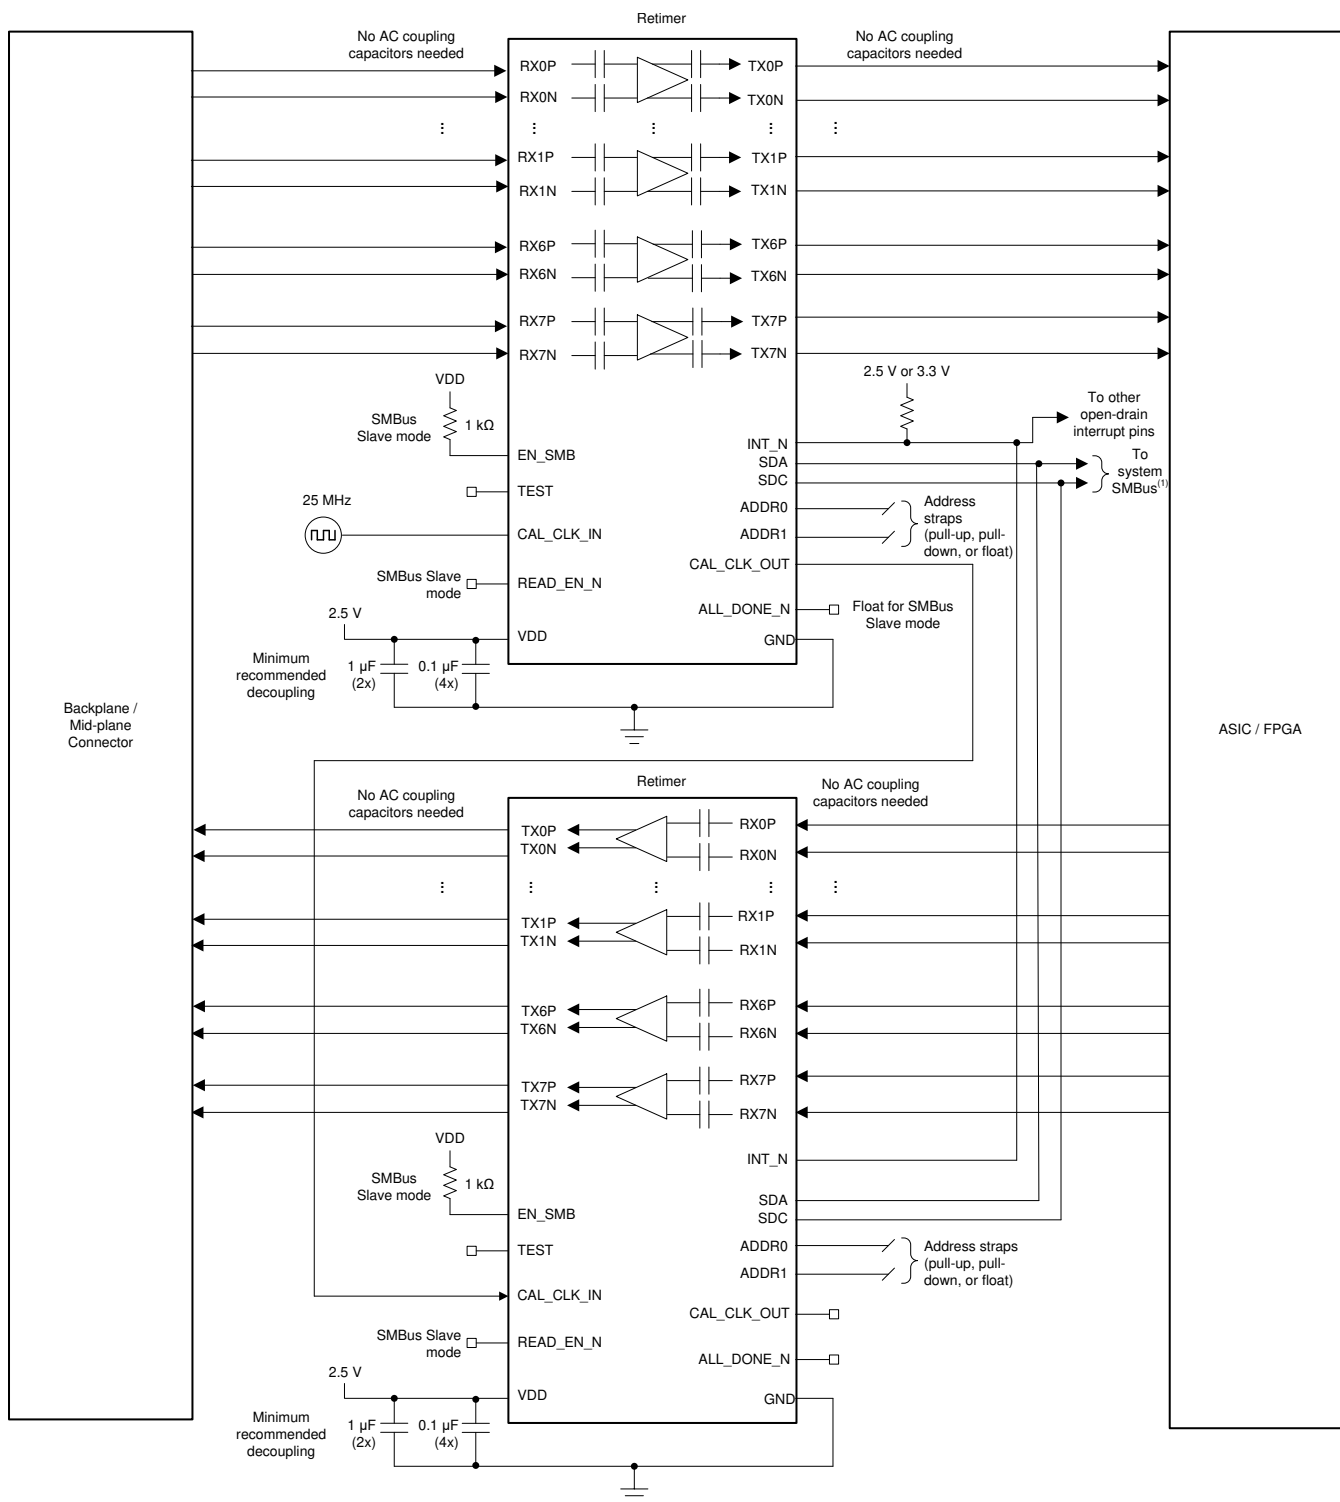 Retimer
No AC coupling
capacitors needed
No AC coupling
capacitors needed
RX0P
TX0P
RX0N
TX0N
...
...
...
...
...
RX1P
TX1P
RX1N
TX1N
RX6P
TX6P
RX6N
TX6N
RX7P
TX7P
RX7N
TX7N
VDD
SMBus
Slave mode
1 kΩ
EN_SMB
TEST
25 MHz
CAL_CLK_IN
SMBus Slave
mode
READ_EN_N
2.5 V
VDD
Minimum
recommended
decoupling
1 µF
(2x)
0.1 µF
(4x)
2.5 V or 3.3 V
INT_N
To other
open-drain
interrupt pins
SDA
SDC
To
system
SMBus(1)
ADDR0
ADDR1
Address
straps
(pull-up, pull-
down, or float)
CAL_CLK_OUT
ALL_DONE_N
Float for SMBus
Slave mode
GND
Backplane /
Mid-plane
Connector
ASIC / FPGA
Retimer
No AC coupling
capacitors needed
No AC coupling
capacitors needed
TX0P
RX0P
TX0N
RX0N
...
...
...
...
...
TX1P
RX1P
TX1N
RX1N
TX6P
RX6P
TX6N
RX6N
TX7P
RX7P
TX7N
RX7N
VDD
SMBus
Slave mode
1 kΩ
EN_SMB
TEST
CAL_CLK_IN
SMBus Slave
mode
READ_EN_N
2.5 V
VDD
Minimum
recommended
decoupling
1 µF
(2x)
0.1 µF
(4x)
INT_N
SDA
SDC
ADDR0
ADDR1
Address straps
(pull-up, pull-
down, or float)
CAL_CLK_OUT
ALL_DONE_N
GND